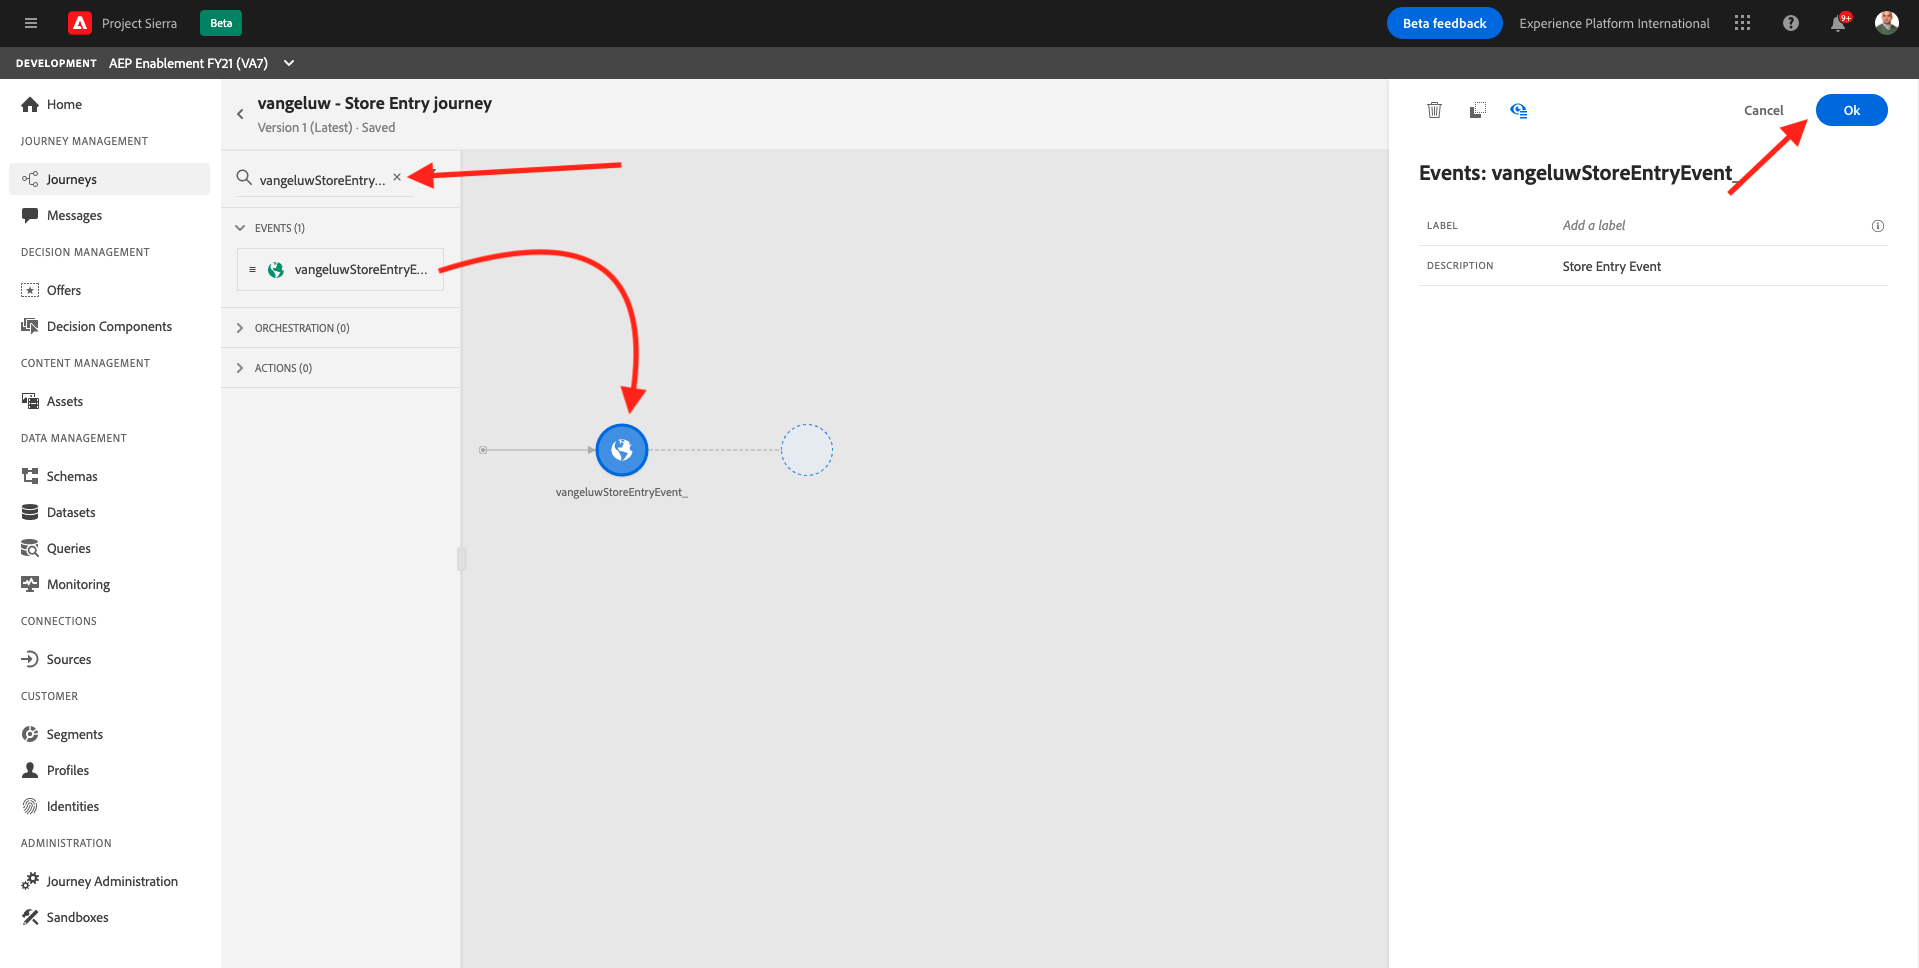 Project Sierra
Beta
Beta feedback
Experience Platform International
9+
DEVELOPMENT
AEP Enablement FY21 (VA7)
Home
JOURNEY MANAGEMENT
Journeys
Messages
DECISION MANAGEMENT
Offers
Decision Components
CONTENT MANAGEMENT
Assets
DATA MANAGEMENT
Schemas
Datasets
Queries
Monitoring
CONNECTIONS
Sources
CUSTOMER
Segments
Profiles
Identities
ADMINISTRATION
Journey Administration
Sandboxes
vangeluw - Store Entry journey
Version 1 (Latest) · Saved
vangeluwStoreEntry...
EVENTS (1)
vangeluwStoreEntryE...
ORCHESTRATION (0)
ACTIONS (0)
vangeluwStoreEntryEvent_
Cancel
Ok
Events: vangeluwStoreEntryEvent_
LABEL
Add a label
DESCRIPTION
Store Entry Event